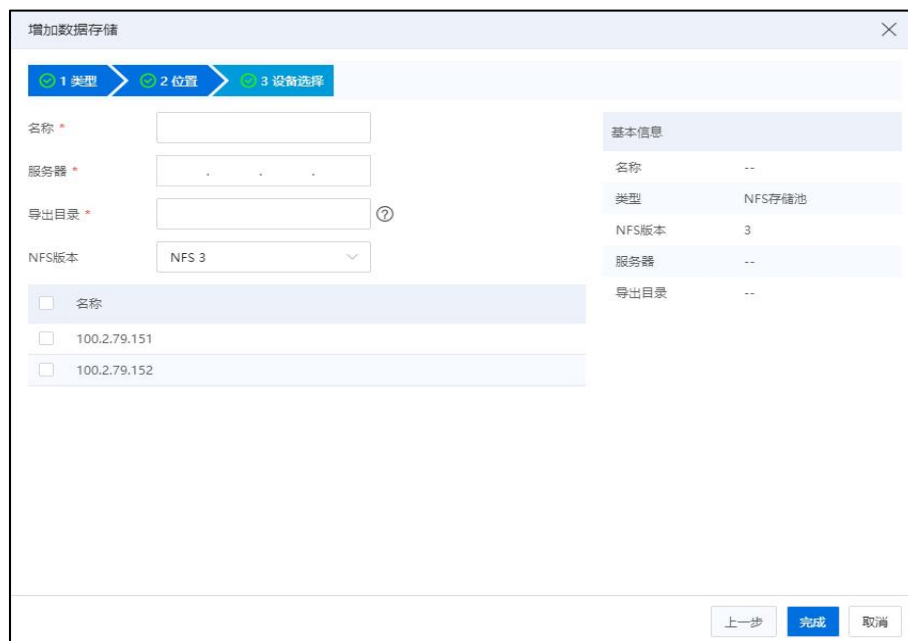 增加数据存储
1 类型 2 位置 3 设备选择
名称 *
服务器 *
. . .
导出目录 *
NFS版本 NFS 3
名称
100.2.79.151
100.2.79.152
基本信息
名称 --
类型 NFS存储池
NFS版本 3
服务器 --
导出目录 --
上一步 完成 取消